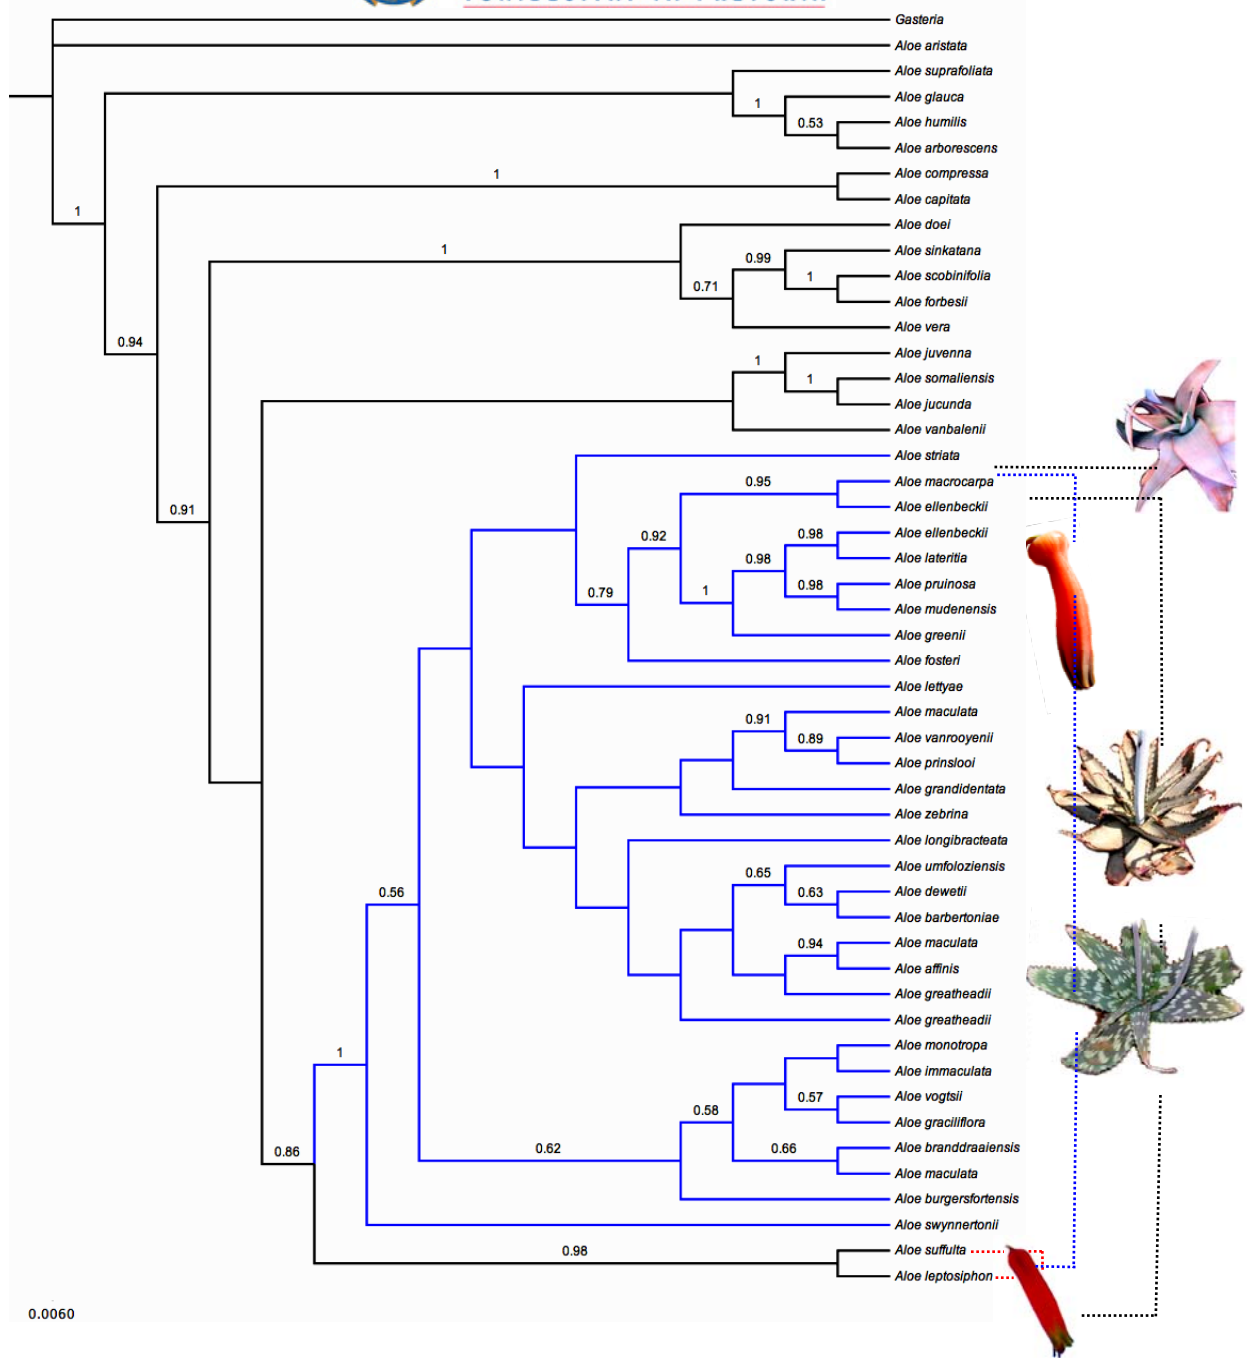 Gasteria
Aloe aristata
Aloe suprafoliata
Aloe glauca
1
0.53
Aloe humilis
Aloe arborescens
1
Aloe compressa
Aloe capitata
1
Aloe doei
1
Aloe sinkatana
0.99
Aloe scobinifolia
1
0.71
Aloe forbesii
Aloe vera
0.94
Aloe juvenna
1
Aloe somaliensis
1
Aloe jucunda
Aloe vanbalenii
Aloe striata
Aloe macrocarpa
0.95
Aloe ellenbeckii
0.91
Aloe ellenbeckii
0.92
0.98
Aloe lateritia
0.98
Aloe pruinosa
0.79
1
0.98
Aloe mudenensis
Aloe greenii
Aloe fosteri
Aloe lettyae
Aloe maculata
0.91
Aloe vanrooyenii
0.89
Aloe prinslooi
Aloe grandidentata
Aloe zebrina
Aloe longibracteata
Aloe umfoloziensis
0.65
Aloe dewetii
0.56
0.63
Aloe barbertoniae
Aloe maculata
0.94
Aloe affinis
Aloe greatheadii
Aloe greatheadii
Aloe monotropa
1
Aloe immaculata
Aloe vogtsii
0.57
Aloe graciliflora
0.58
Aloe branddraaiensis
0.86
0.62
0.66
Aloe maculata
Aloe burgersfortensis
Aloe swynnertonii
Aloe suffulta
0.98
Aloe leptosiphon
0.0060